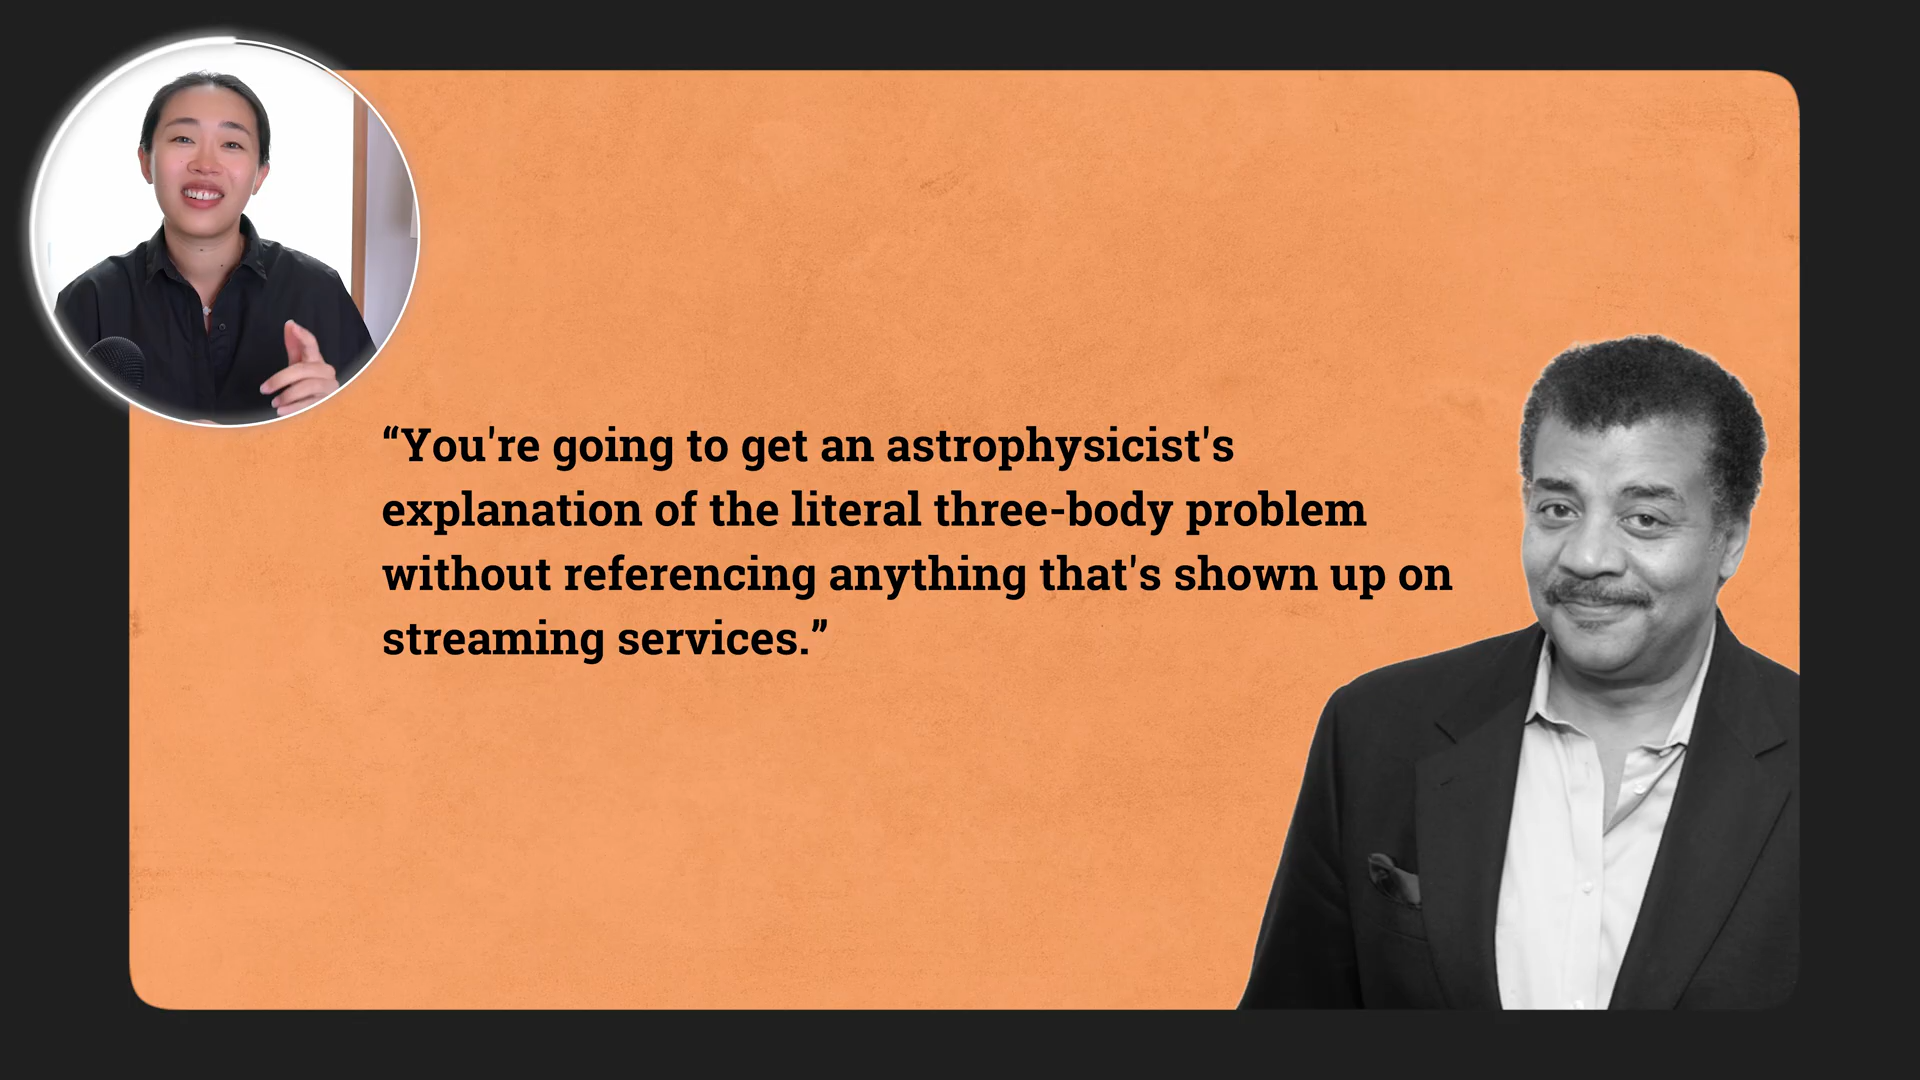 “You're going to get an astrophysicist's
explanation of the literal three-body problem
without referencing anything that's shown up on
streaming services.”